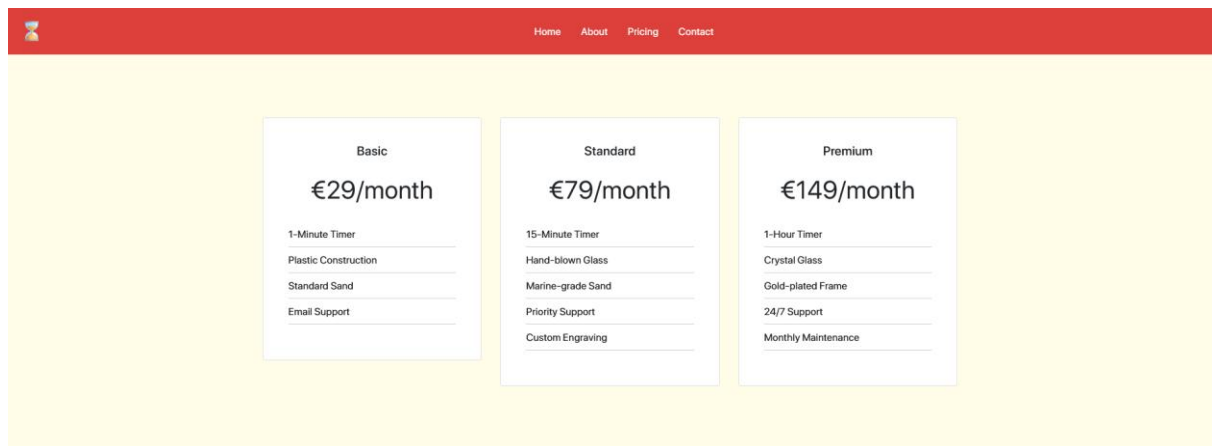 Home About Pricing Contact
Basic
€29/month
1-Minute Timer
Plastic Construction
Standard Sand
Email Support
Standard
€79/month
15-Minute Timer
Hand-blown Glass
Marine-grade Sand
Priority Support
Custom Engraving
Premium
€149/month
1-Hour Timer
Crystal Glass
Gold-plated Frame
24/7 Support
Monthly Maintenance